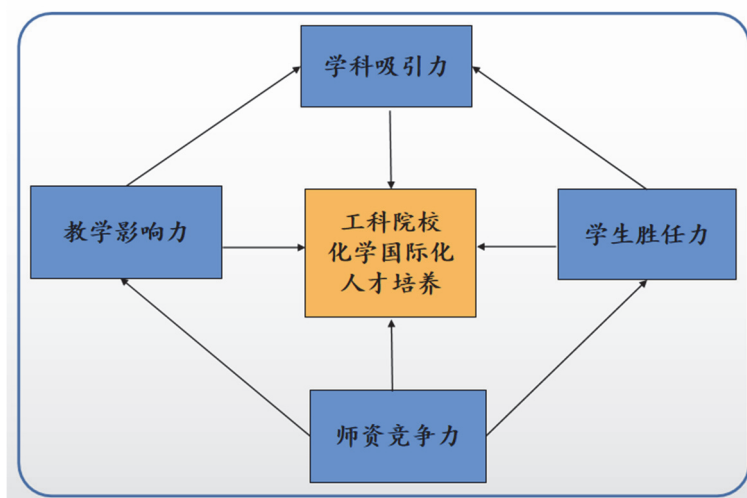 学科吸引力
教学影响力
工科院校
化学国际化
人才培养
学生胜任力
师资竞争力